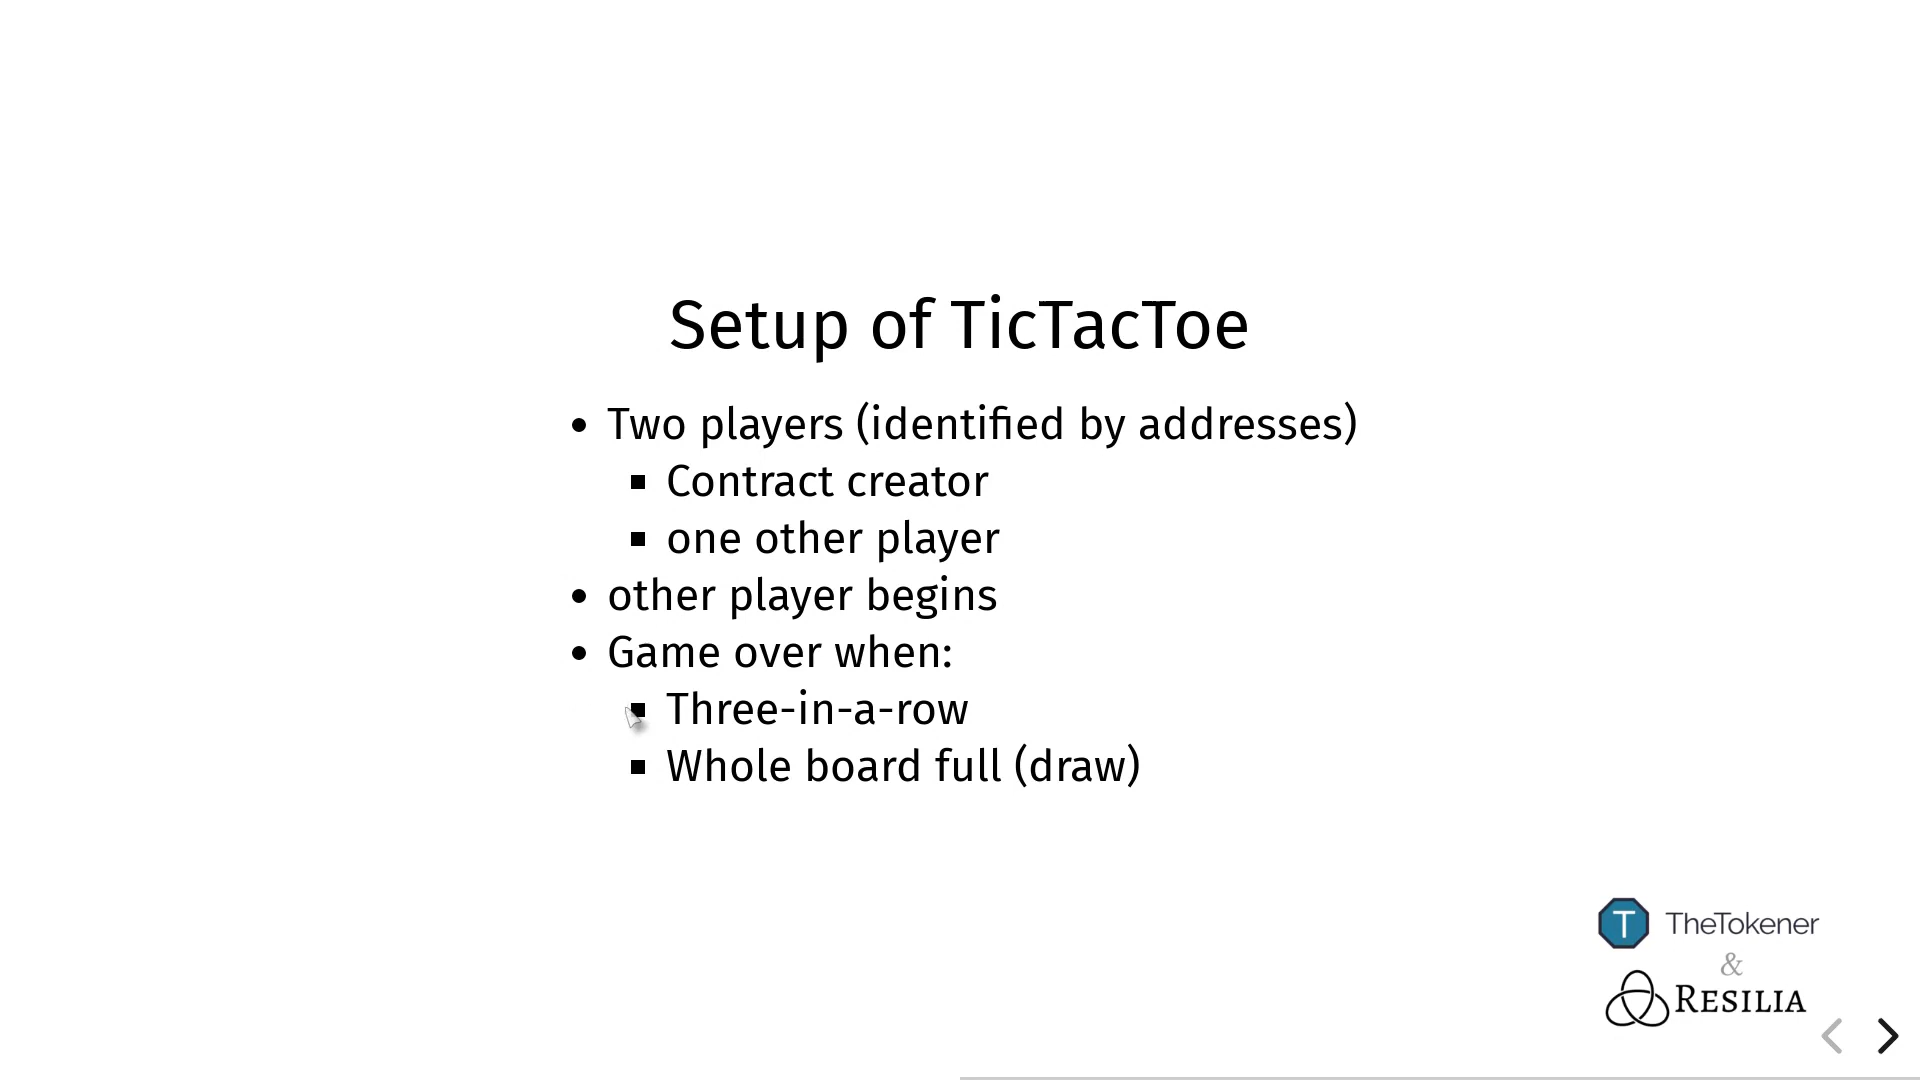 Setup of TicTacToe
Two players (identified by addresses)
Contract creator
one other player
other player begins
Game over when:
Three-in-a-row
Whole board full (draw)
T TheTokener
&
RESILIA